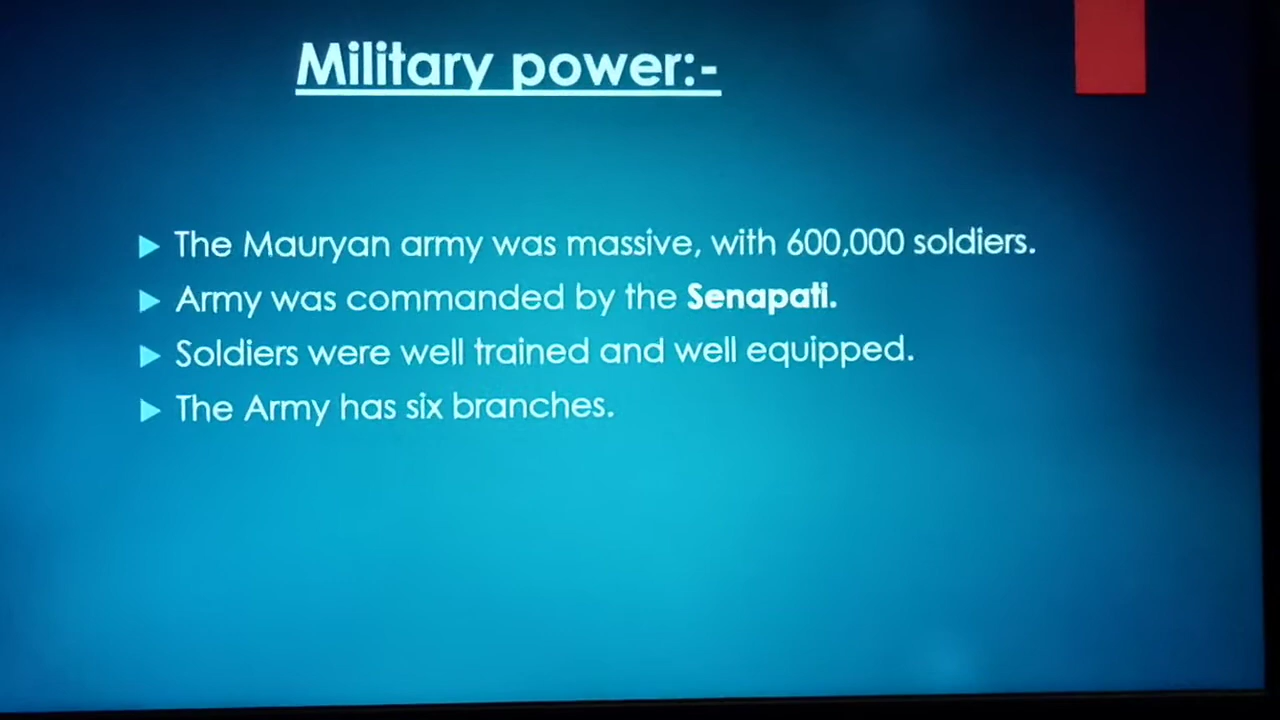 Military power:-
The Mauryan army was massive, with 600,000 soldiers.
Army was commanded by the Senapati.
Soldiers were well trained and well equipped.
The Army has six branches.